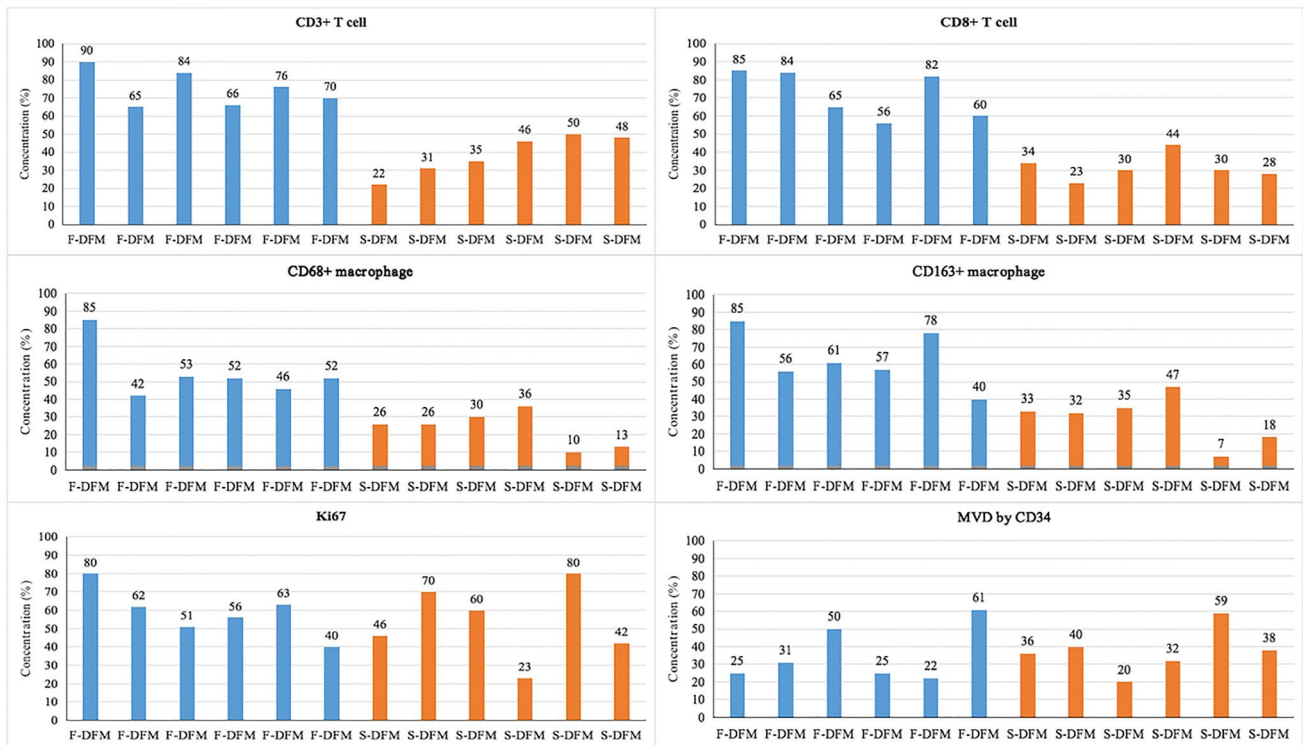 CD3+ T cell
Concentration (%)
100
90
80
70
60
50
40
30
20
10
0
90 65 84 66 76 70 22 31 35 46 50 48
F-DFM F-DFM F-DFM F-DFM F-DFM F-DFM S-DFM S-DFM S-DFM S-DFM S-DFM S-DFM
CD8+ T cell
Concentration (%)
100
90
80
70
60
50
40
30
20
10
0
85 84 65 56 82 60 34 23 30 44 30 28
F-DFM F-DFM F-DFM F-DFM F-DFM F-DFM S-DFM S-DFM S-DFM S-DFM S-DFM S-DFM
CD68+ macrophage
Concentration (%)
100
90
80
70
60
50
40
30
20
10
0
85 42 53 52 46 52 26 26 30 36 10 13
F-DFM F-DFM F-DFM F-DFM F-DFM F-DFM S-DFM S-DFM S-DFM S-DFM S-DFM S-DFM
CD163+ macrophage
Concentration (%)
100
90
80
70
60
50
40
30
20
10
0
85 56 61 57 78 40 33 32 35 47 7 18
F-DFM F-DFM F-DFM F-DFM F-DFM F-DFM S-DFM S-DFM S-DFM S-DFM S-DFM S-DFM
Ki67
Concentration (%)
100
90
80
70
60
50
40
30
20
10
0
80 62 51 56 63 40 46 70 60 23 80 42
F-DFM F-DFM F-DFM F-DFM F-DFM F-DFM S-DFM S-DFM S-DFM S-DFM S-DFM S-DFM
MVD by CD34
Concentration (%)
100
90
80
70
60
50
40
30
20
10
0
25 31 50 25 22 61 36 40 20 32 59 38
F-DFM F-DFM F-DFM F-DFM F-DFM F-DFM S-DFM S-DFM S-DFM S-DFM S-DFM S-DFM